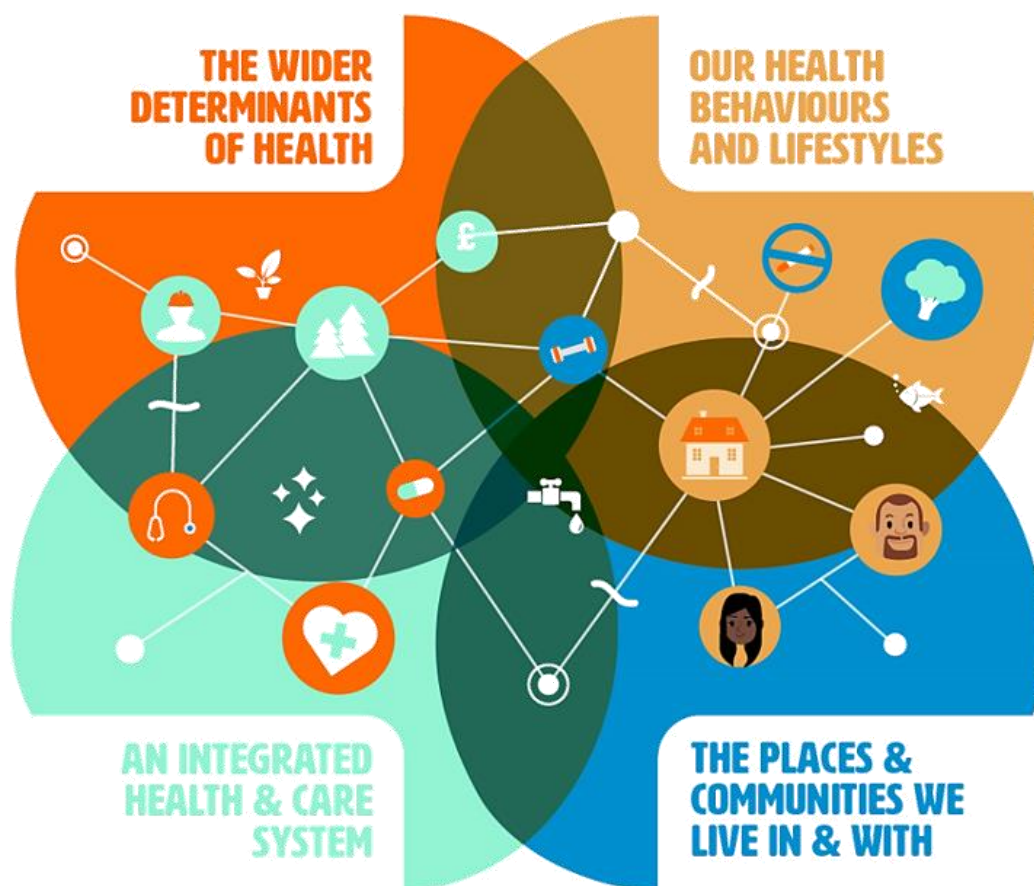 THE WIDER
DETERMINANTS
OF HEALTH
OUR HEALTH
BEHAVIOURS
AND LIFESTYLES
£
AN INTEGRATED
HEALTH & CARE
SYSTEM
THE PLACES &
COMMUNITIES WE
LIVE IN & WITH